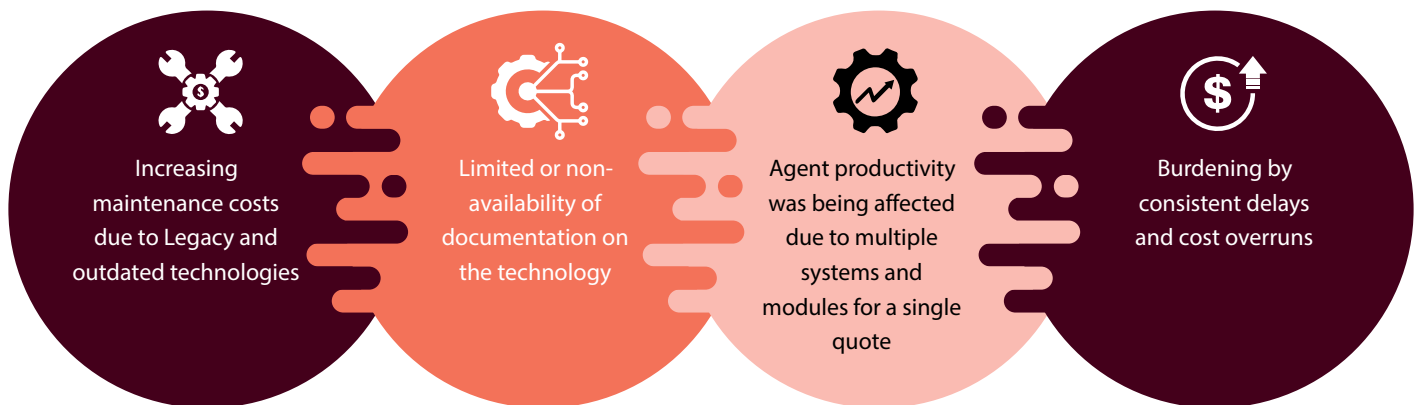 Increasing
maintenance costs
due to Legacy and
outdated technologies
Limited or non-
availability of
documentation on
the technology
Agent productivity
was being affected
due to multiple
systems and
modules for a single
quote
$
Burdening by
consistent delays
and cost overruns